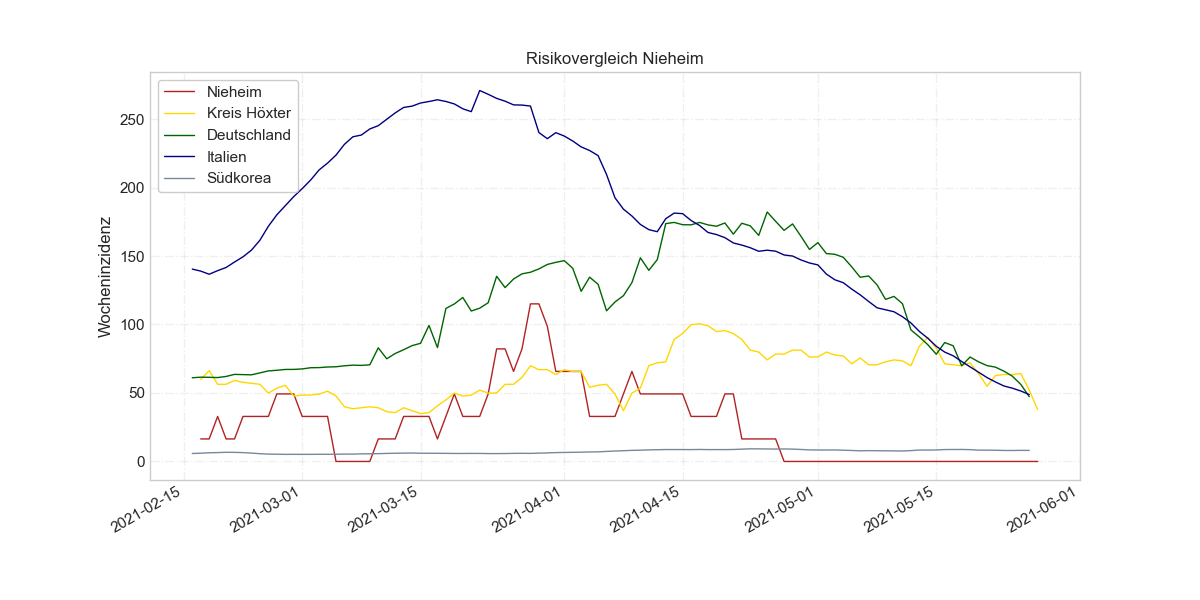 Risikovergleich Nieheim
Nieheim
Kreis Höxter
Deutschland
Italien
Südkorea
Wocheninzidenz
250
200
150
100
50
0
2021-02-15
2021-03-01
2021-03-15
2021-04-01
2021-04-15
2021-05-01
2021-05-15
2021-06-01